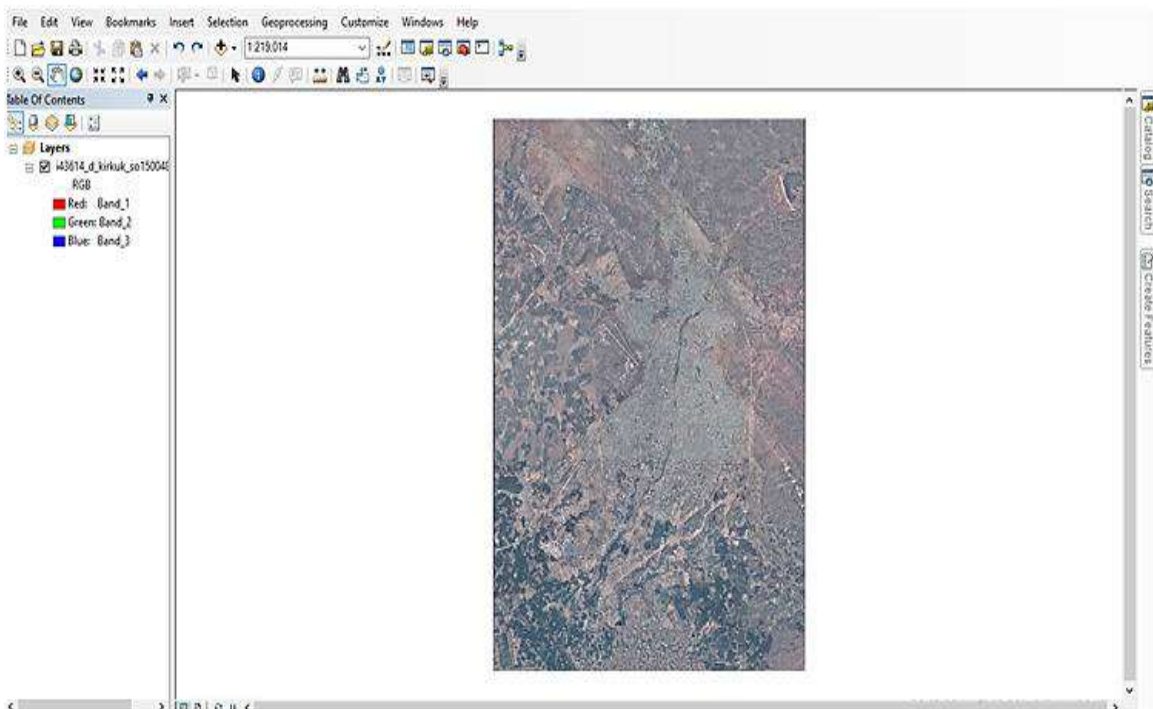 File Edit View Bookmarks Insert Selection Geoprocessing Customize Windows Help
1:219,014
Table Of Contents
Layers
RGB
Red: Band_1
Green: Band_2
Blue: Band_3
Catalog
Search
Create Features